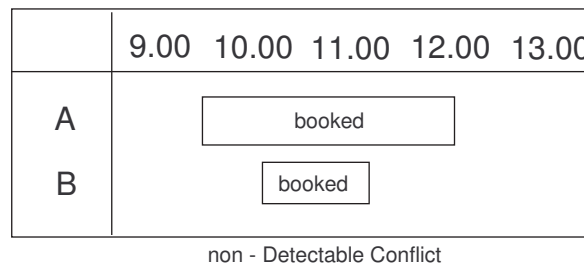 9.00 10.00 11.00 12.00 13.00
A booked
B booked
non - Detectable Conflict